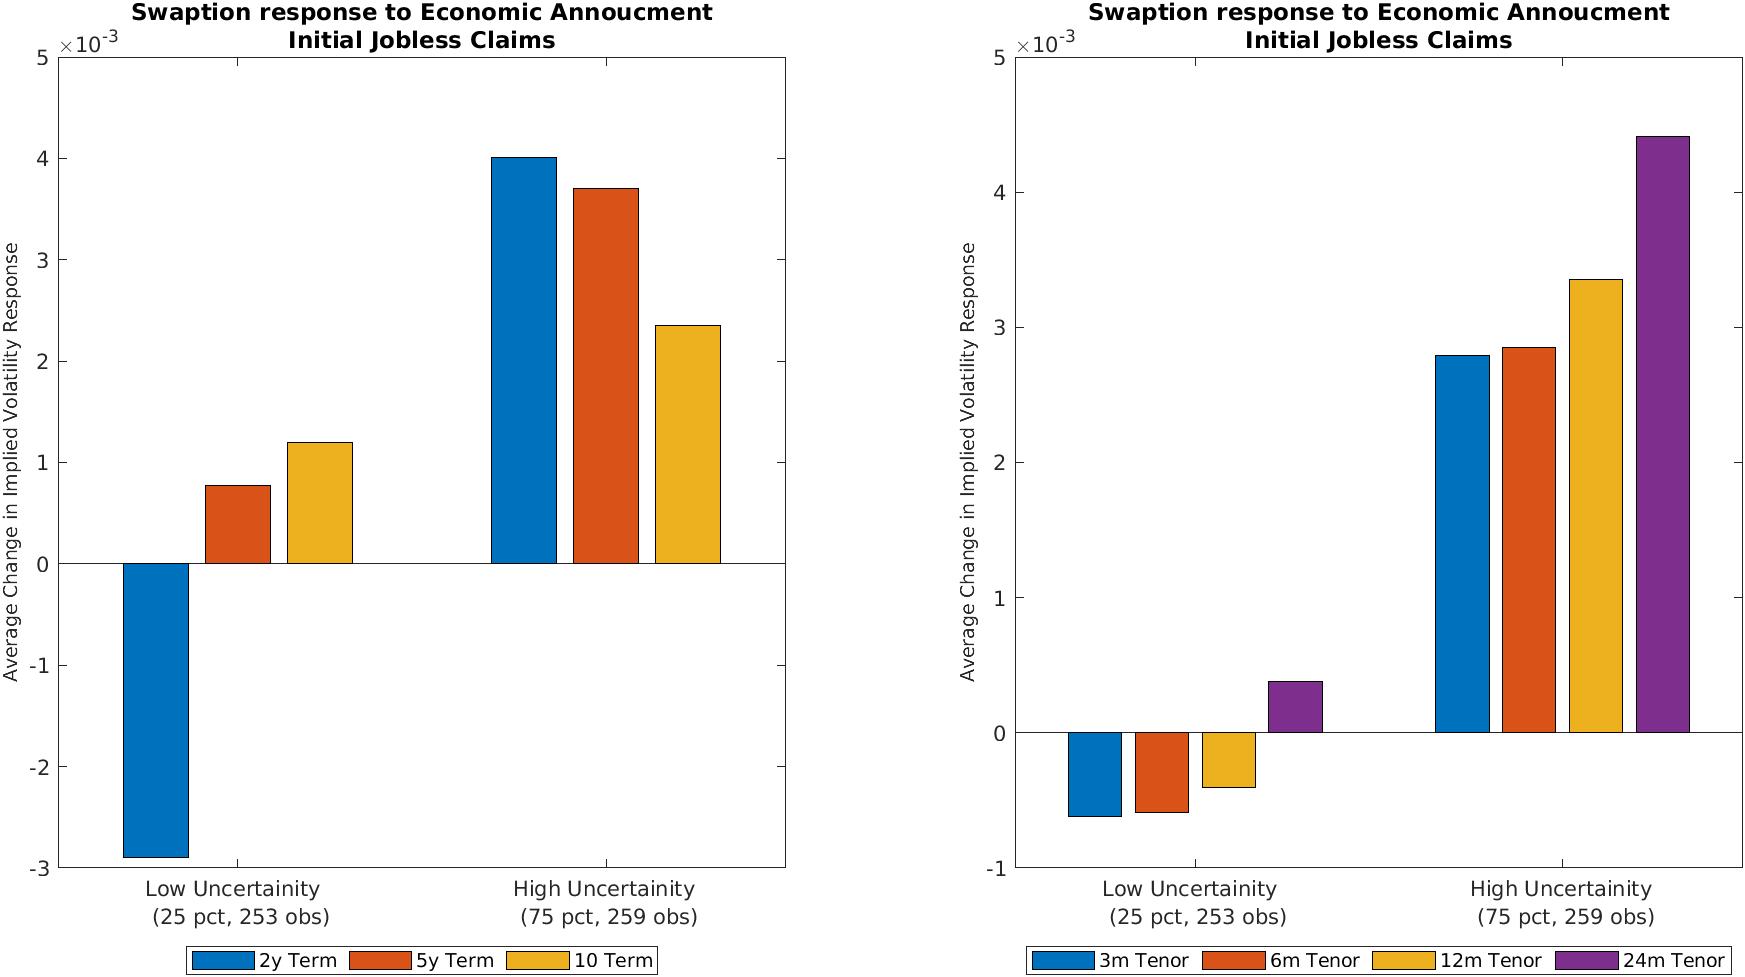 Swaption response to Economic Annoucment
Initial Jobless Claims
×10-3
5
4
3
2
1
0
-1
-2
-3
Average Change in Implied Volatility Response
Low Uncertainity
(25 pct, 253 obs)
High Uncertainity
(75 pct, 259 obs)
2y Term
5y Term
10 Term
Swaption response to Economic Annoucment
Initial Jobless Claims
×10-3
5
4
3
2
1
0
-1
Average Change in Implied Volatility Response
Low Uncertainity
(25 pct, 253 obs)
High Uncertainity
(75 pct, 259 obs)
3m Tenor
6m Tenor
12m Tenor
24m Tenor